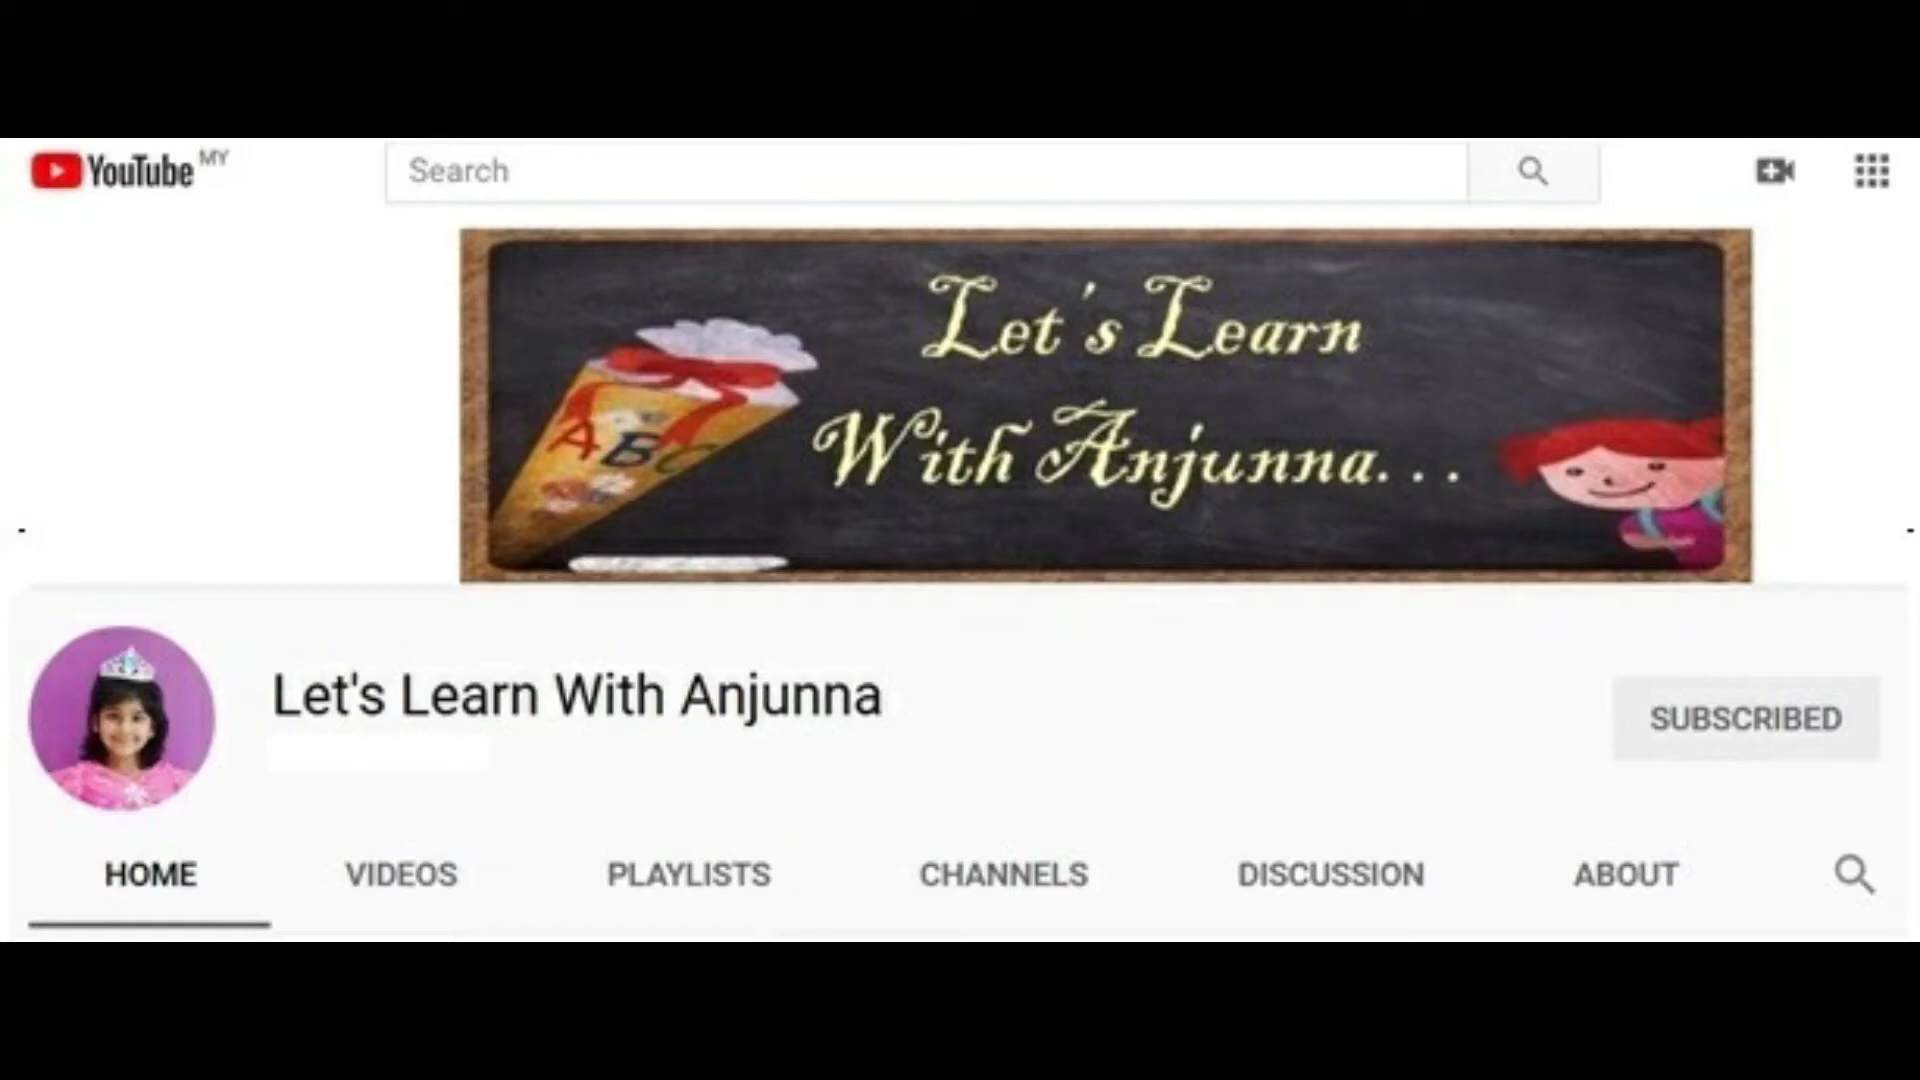 YouTube MY
Search
Let's Learn
With Anjunna...
ABC
Let's Learn With Anjunna
SUBSCRIBED
HOME VIDEOS PLAYLISTS CHANNELS DISCUSSION ABOUT